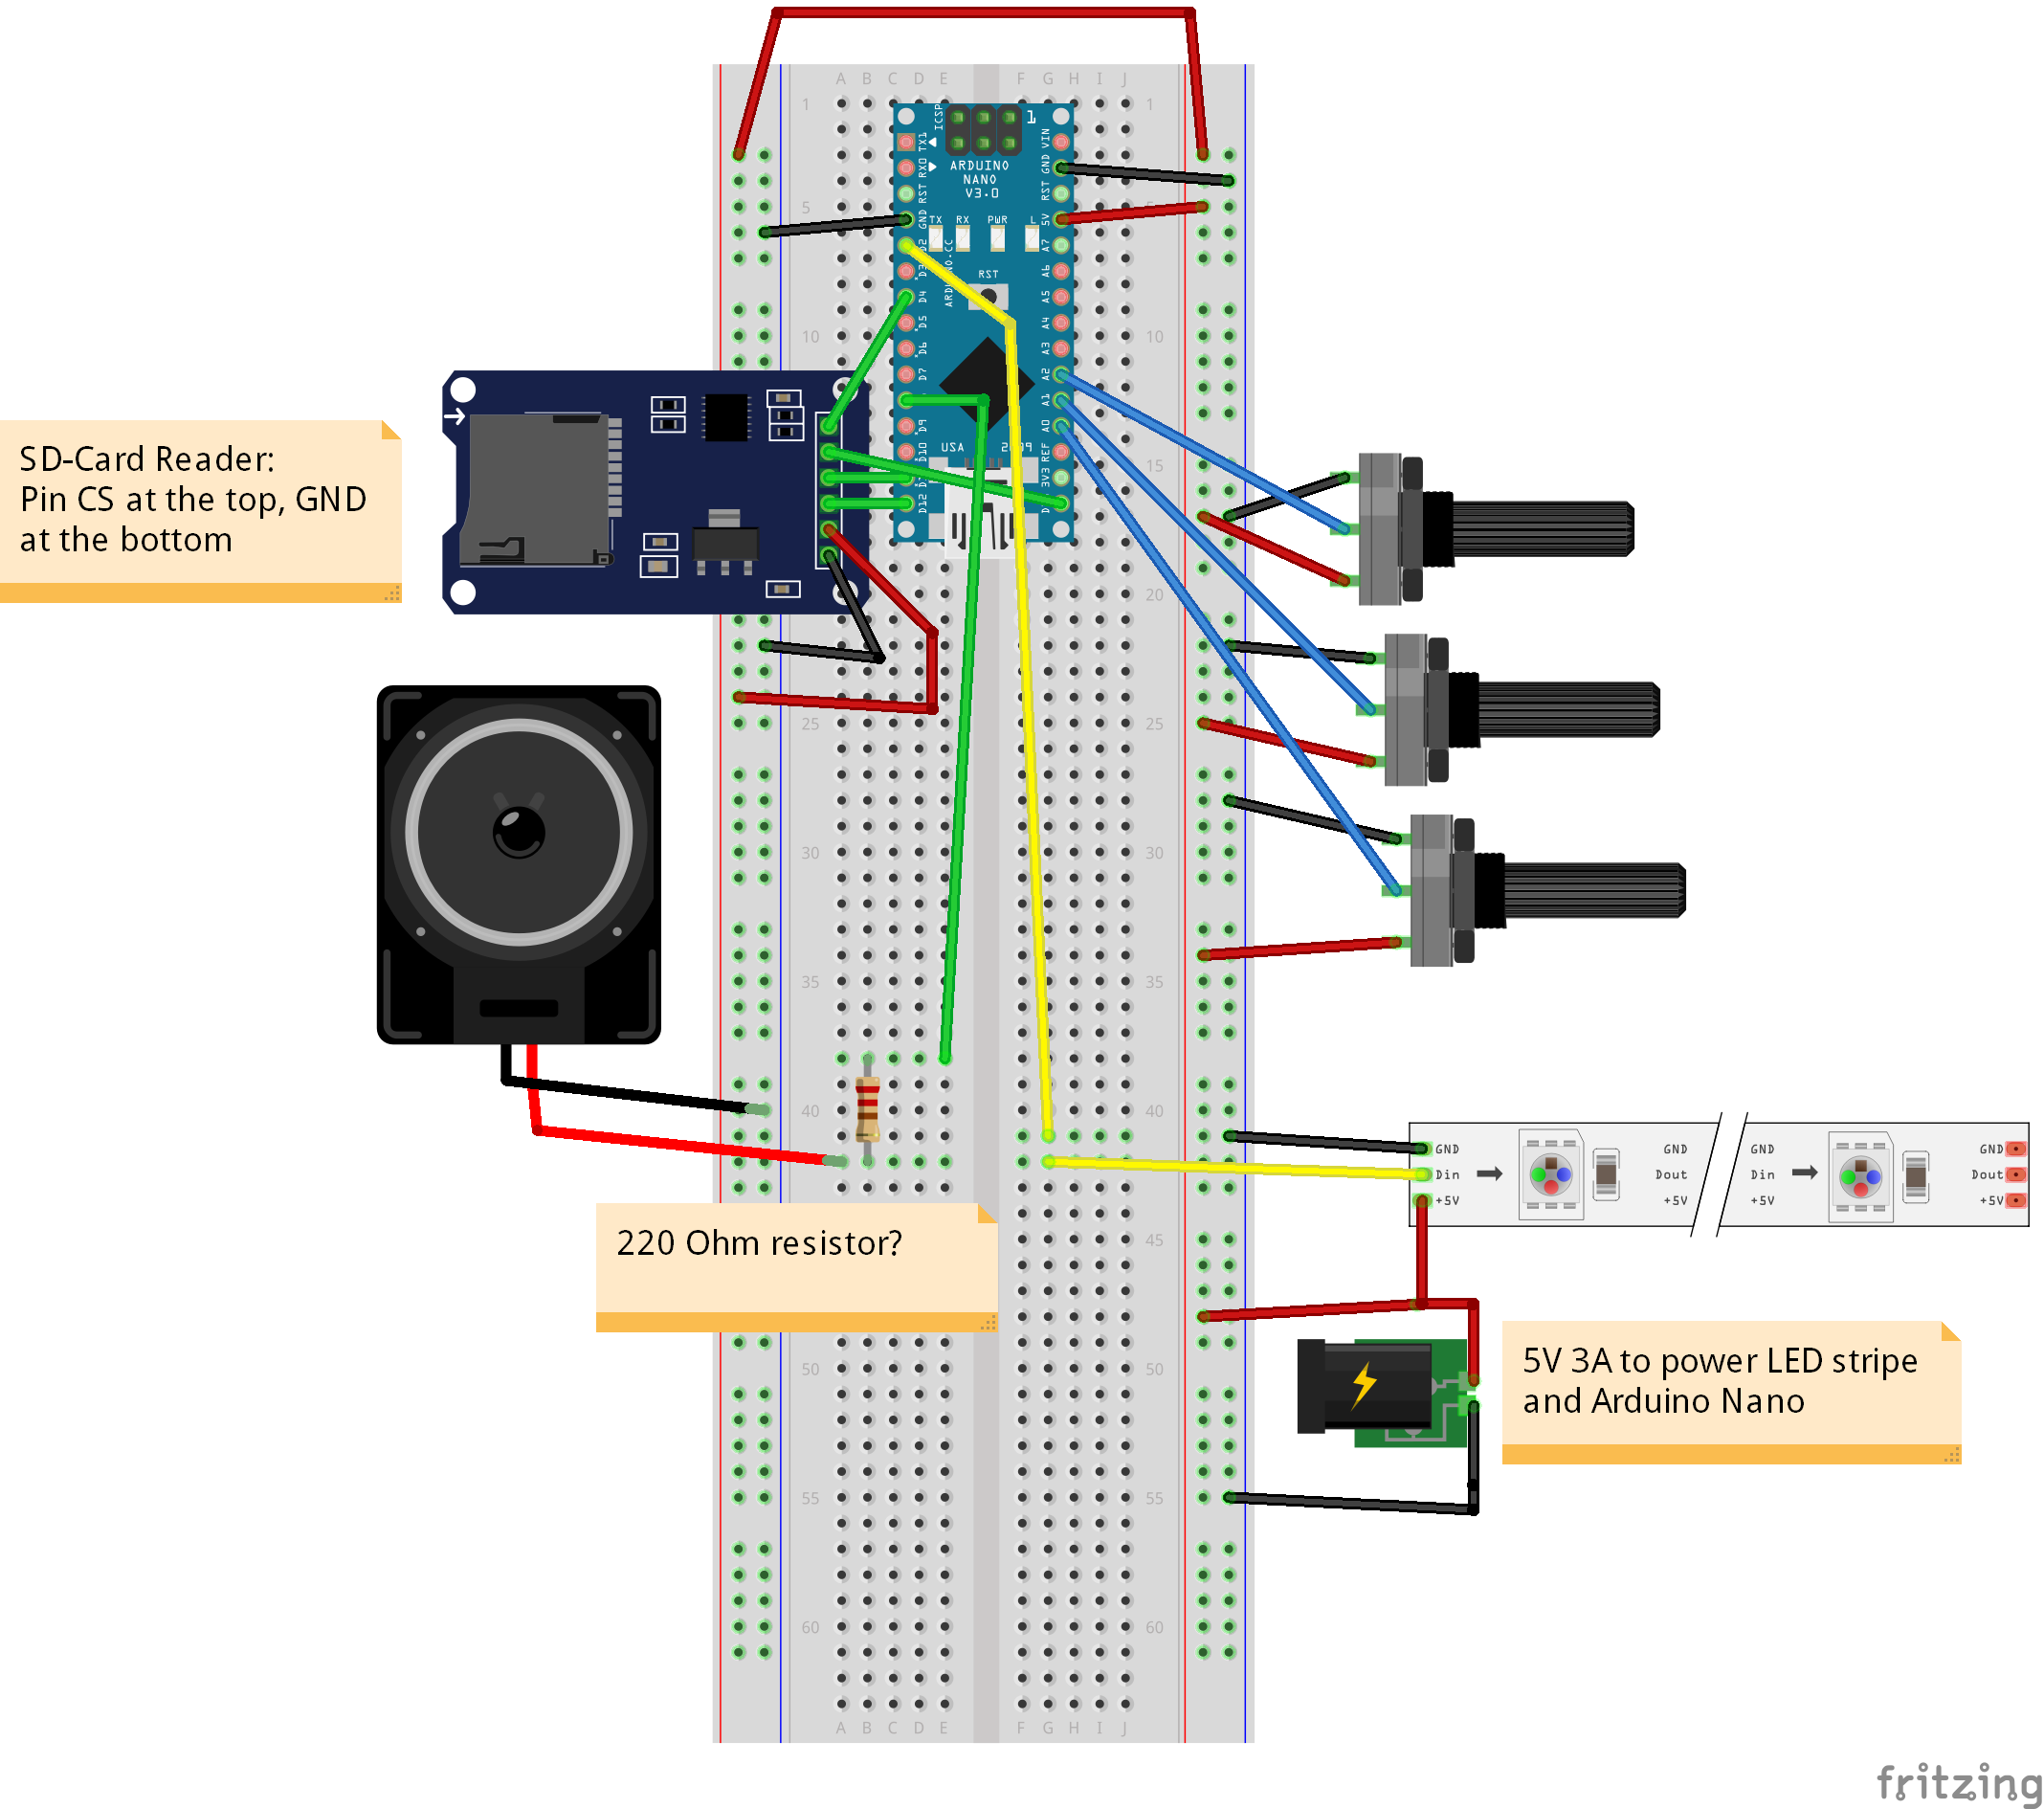 A B C D E F G H I J
1 1
ICSP
1
TX1 VIN
RX0 GND
ARDUINO
NANO
V3.0
RST RST
5
GND TX RX PWR L 5V
D2 A7
ARDUINO.CC
D3 A6
RST
D4 A5
D5 A4
10 10
D6 A3
D7 A2
A1
D9 A0
USA 2009
D10 REF
15
3V3
D12
SD-Card Reader:
Pin CS at the top, GND
at the bottom
20
25 25
30 30
35 35
40 40
GND GND GND GND
Din Dout Din Dout
+5V +5V +5V +5V
220 Ohm resistor?
45
5V 3A to power LED stripe
and Arduino Nano
50 50
55 55
60 60
A B C D E F G H I J
fritzing